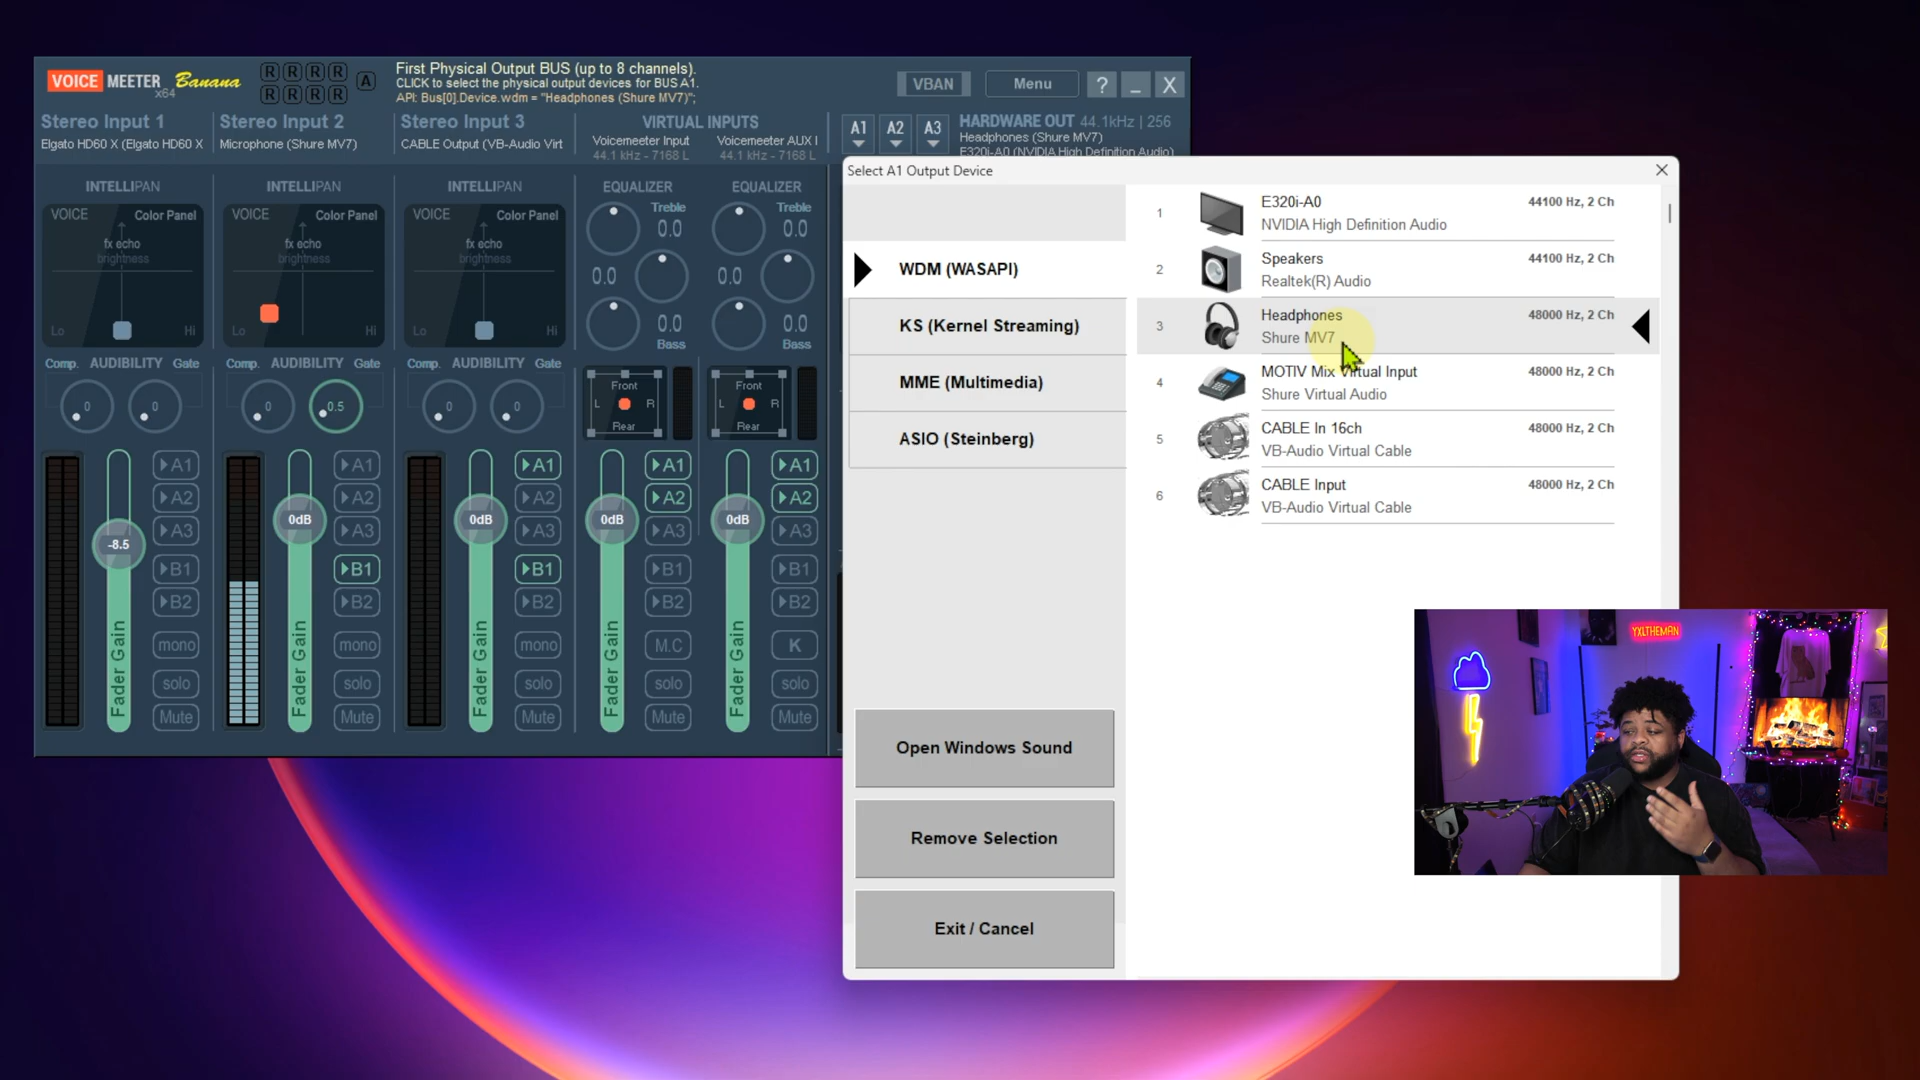 VOICE MEETER Banana
x64
R R R R A
R R R R
First Physical Output BUS (up to 8 channels).
CLICK to select the physical output devices for BUS A1.
API: Bus[0].Device.wdm = "Headphones (Shure MV7)";
VBAN
Menu
?
_
X
Stereo Input 1
Elgato HD60 X (Elgato HD60 X
Stereo Input 2
Microphone (Shure MV7)
Stereo Input 3
CABLE Output (VB-Audio Virt
VIRTUAL INPUTS
Voicemeeter Input
44.1 kHz - 7168 L
Voicemeeter AUX I
44.1 kHz - 7168 L
A1 A2 A3
HARDWARE OUT 44.1kHz | 256
Headphones (Shure MV7)
E320i-A0 (NVIDIA High Definition Audio)
INTELLIPAN
VOICE Color Panel
fx echo
brightness
Lo Hi
INTELLIPAN
VOICE Color Panel
fx echo
brightness
Lo Hi
INTELLIPAN
VOICE Color Panel
fx echo
brightness
Lo Hi
EQUALIZER
Treble
0.0
0.0
0.0
Bass
EQUALIZER
Treble
0.0
0.0
0.0
Bass
Comp. AUDIBILITY Gate
0 0
Comp. AUDIBILITY Gate
0 0.5
Comp. AUDIBILITY Gate
0 0
Front
L R
Rear
Front
L R
Rear
-8.5
Fader Gain
A1
A2
A3
B1
B2
mono
solo
Mute
0dB
Fader Gain
A1
A2
A3
B1
B2
mono
solo
Mute
0dB
Fader Gain
A1
A2
A3
B1
B2
mono
solo
Mute
0dB
Fader Gain
A1
A2
A3
B1
B2
M.C
solo
Mute
0dB
Fader Gain
A1
A2
A3
B1
B2
K
solo
Mute
Select A1 Output Device
WDM (WASAPI)
KS (Kernel Streaming)
MME (Multimedia)
ASIO (Steinberg)
1
E320i-A0
NVIDIA High Definition Audio
44100 Hz, 2 Ch
2
Speakers
Realtek(R) Audio
44100 Hz, 2 Ch
3
Headphones
Shure MV7
48000 Hz, 2 Ch
4
MOTIV Mix Virtual Input
Shure Virtual Audio
48000 Hz, 2 Ch
5
CABLE In 16ch
VB-Audio Virtual Cable
48000 Hz, 2 Ch
6
CABLE Input
VB-Audio Virtual Cable
48000 Hz, 2 Ch
Open Windows Sound
Remove Selection
Exit / Cancel
YXLTHEMAN